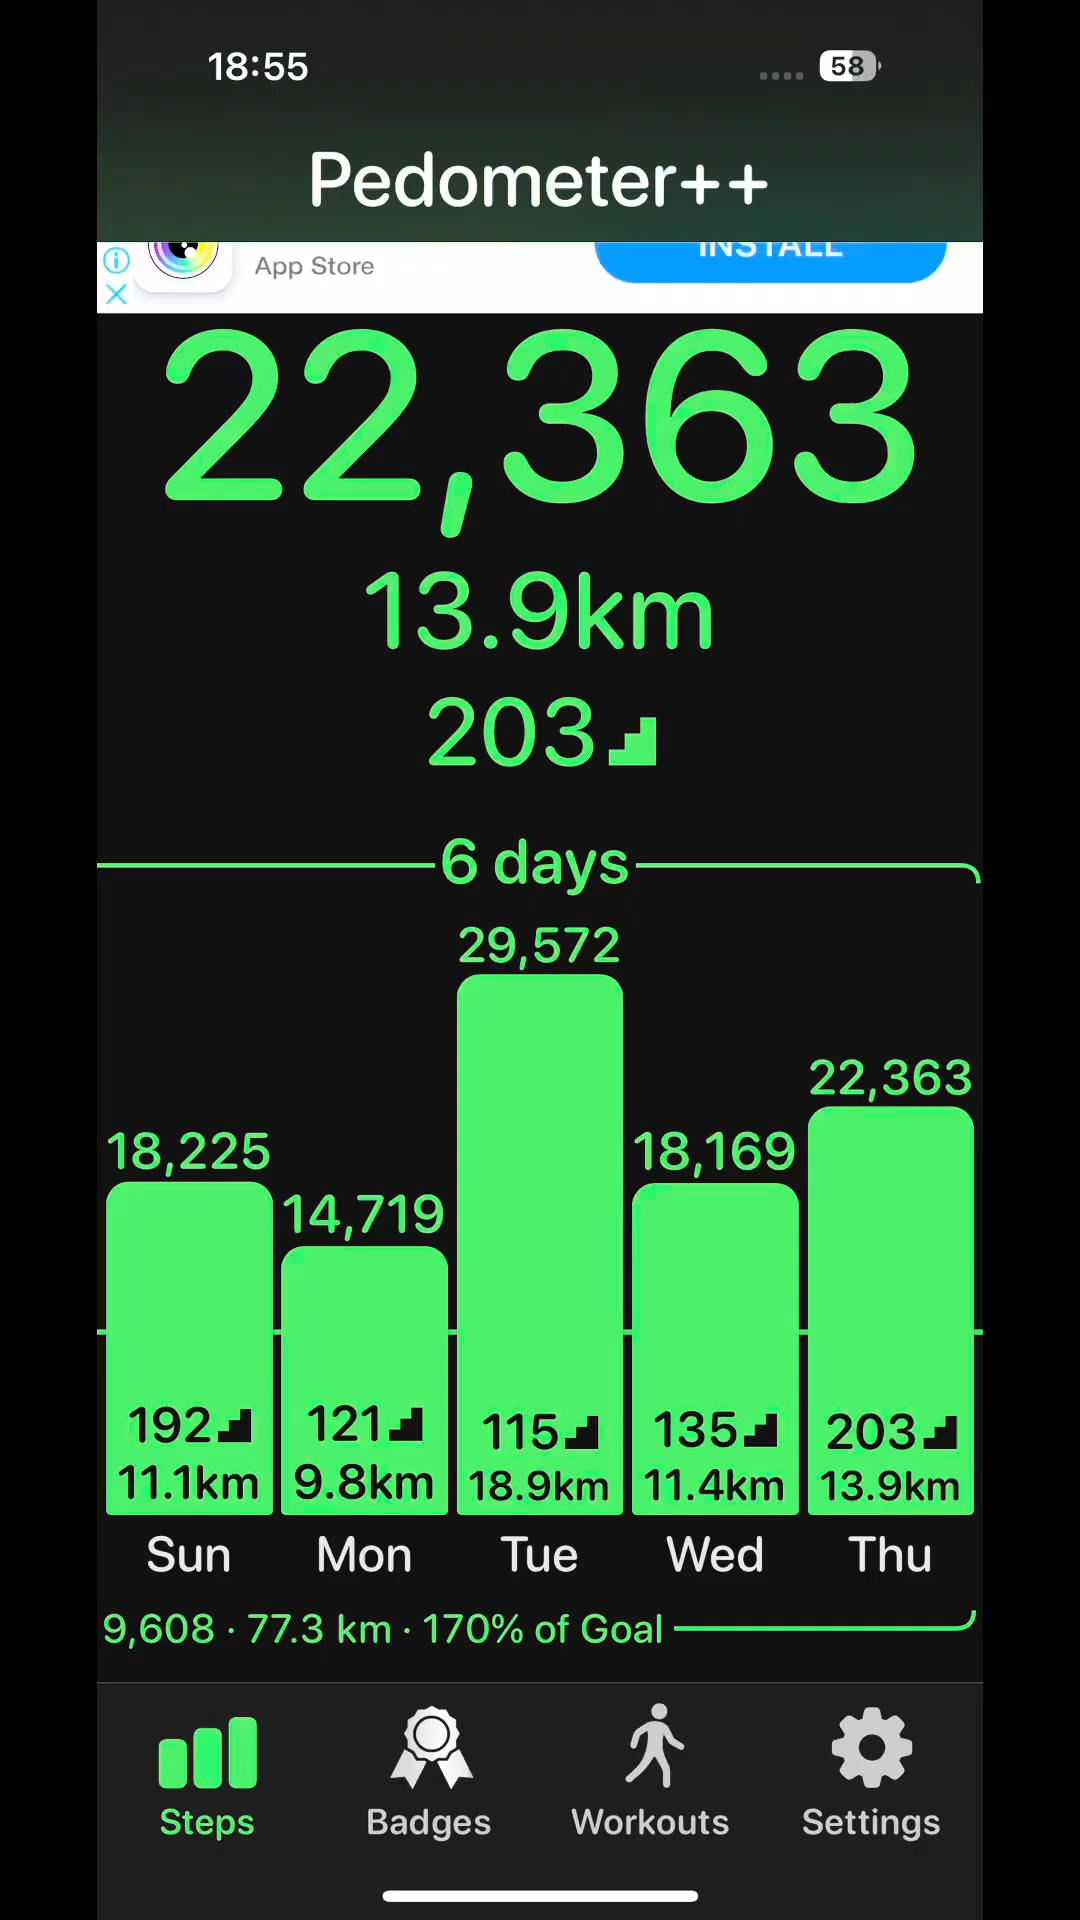 18:55
58
Pedometer++
App Store
INSTALL
22,363
13.9km
203
6 days
29,572
22,363
18,225
18,169
14,719
192
121
115
135
203
11.1km
9.8km
18.9km
11.4km
13.9km
Sun
Mon
Tue
Wed
Thu
9,608 · 77.3 km · 170% of Goal
Steps
Badges
Workouts
Settings